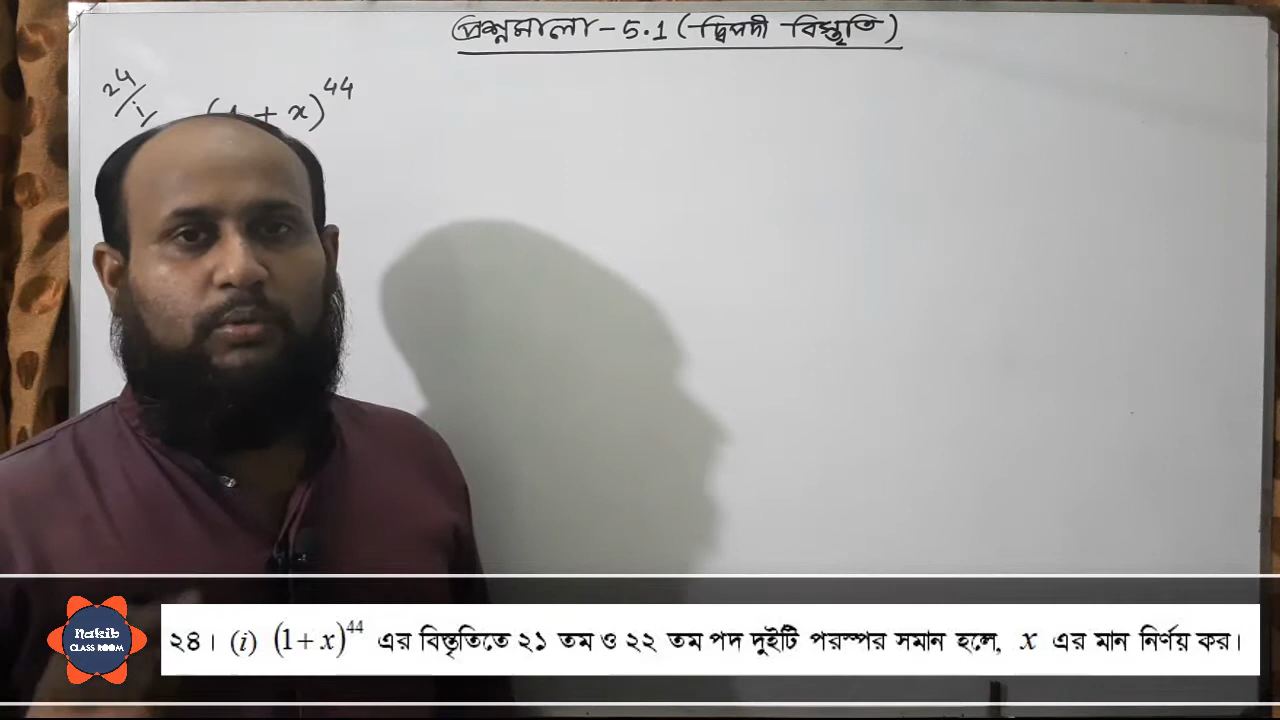 প্রশ্নমালা - 5.1 (দ্বিপদী বিস্তৃতি)
24/i/ (1 + x)^44
২৪। (i) (1+x)^44 এর বিস্তৃতিতে ২১ তম ও ২২ তম পদ দুইটি পরস্পর সমান হলে, x এর মান নির্ণয় কর।
Nakib
CLASS ROOM